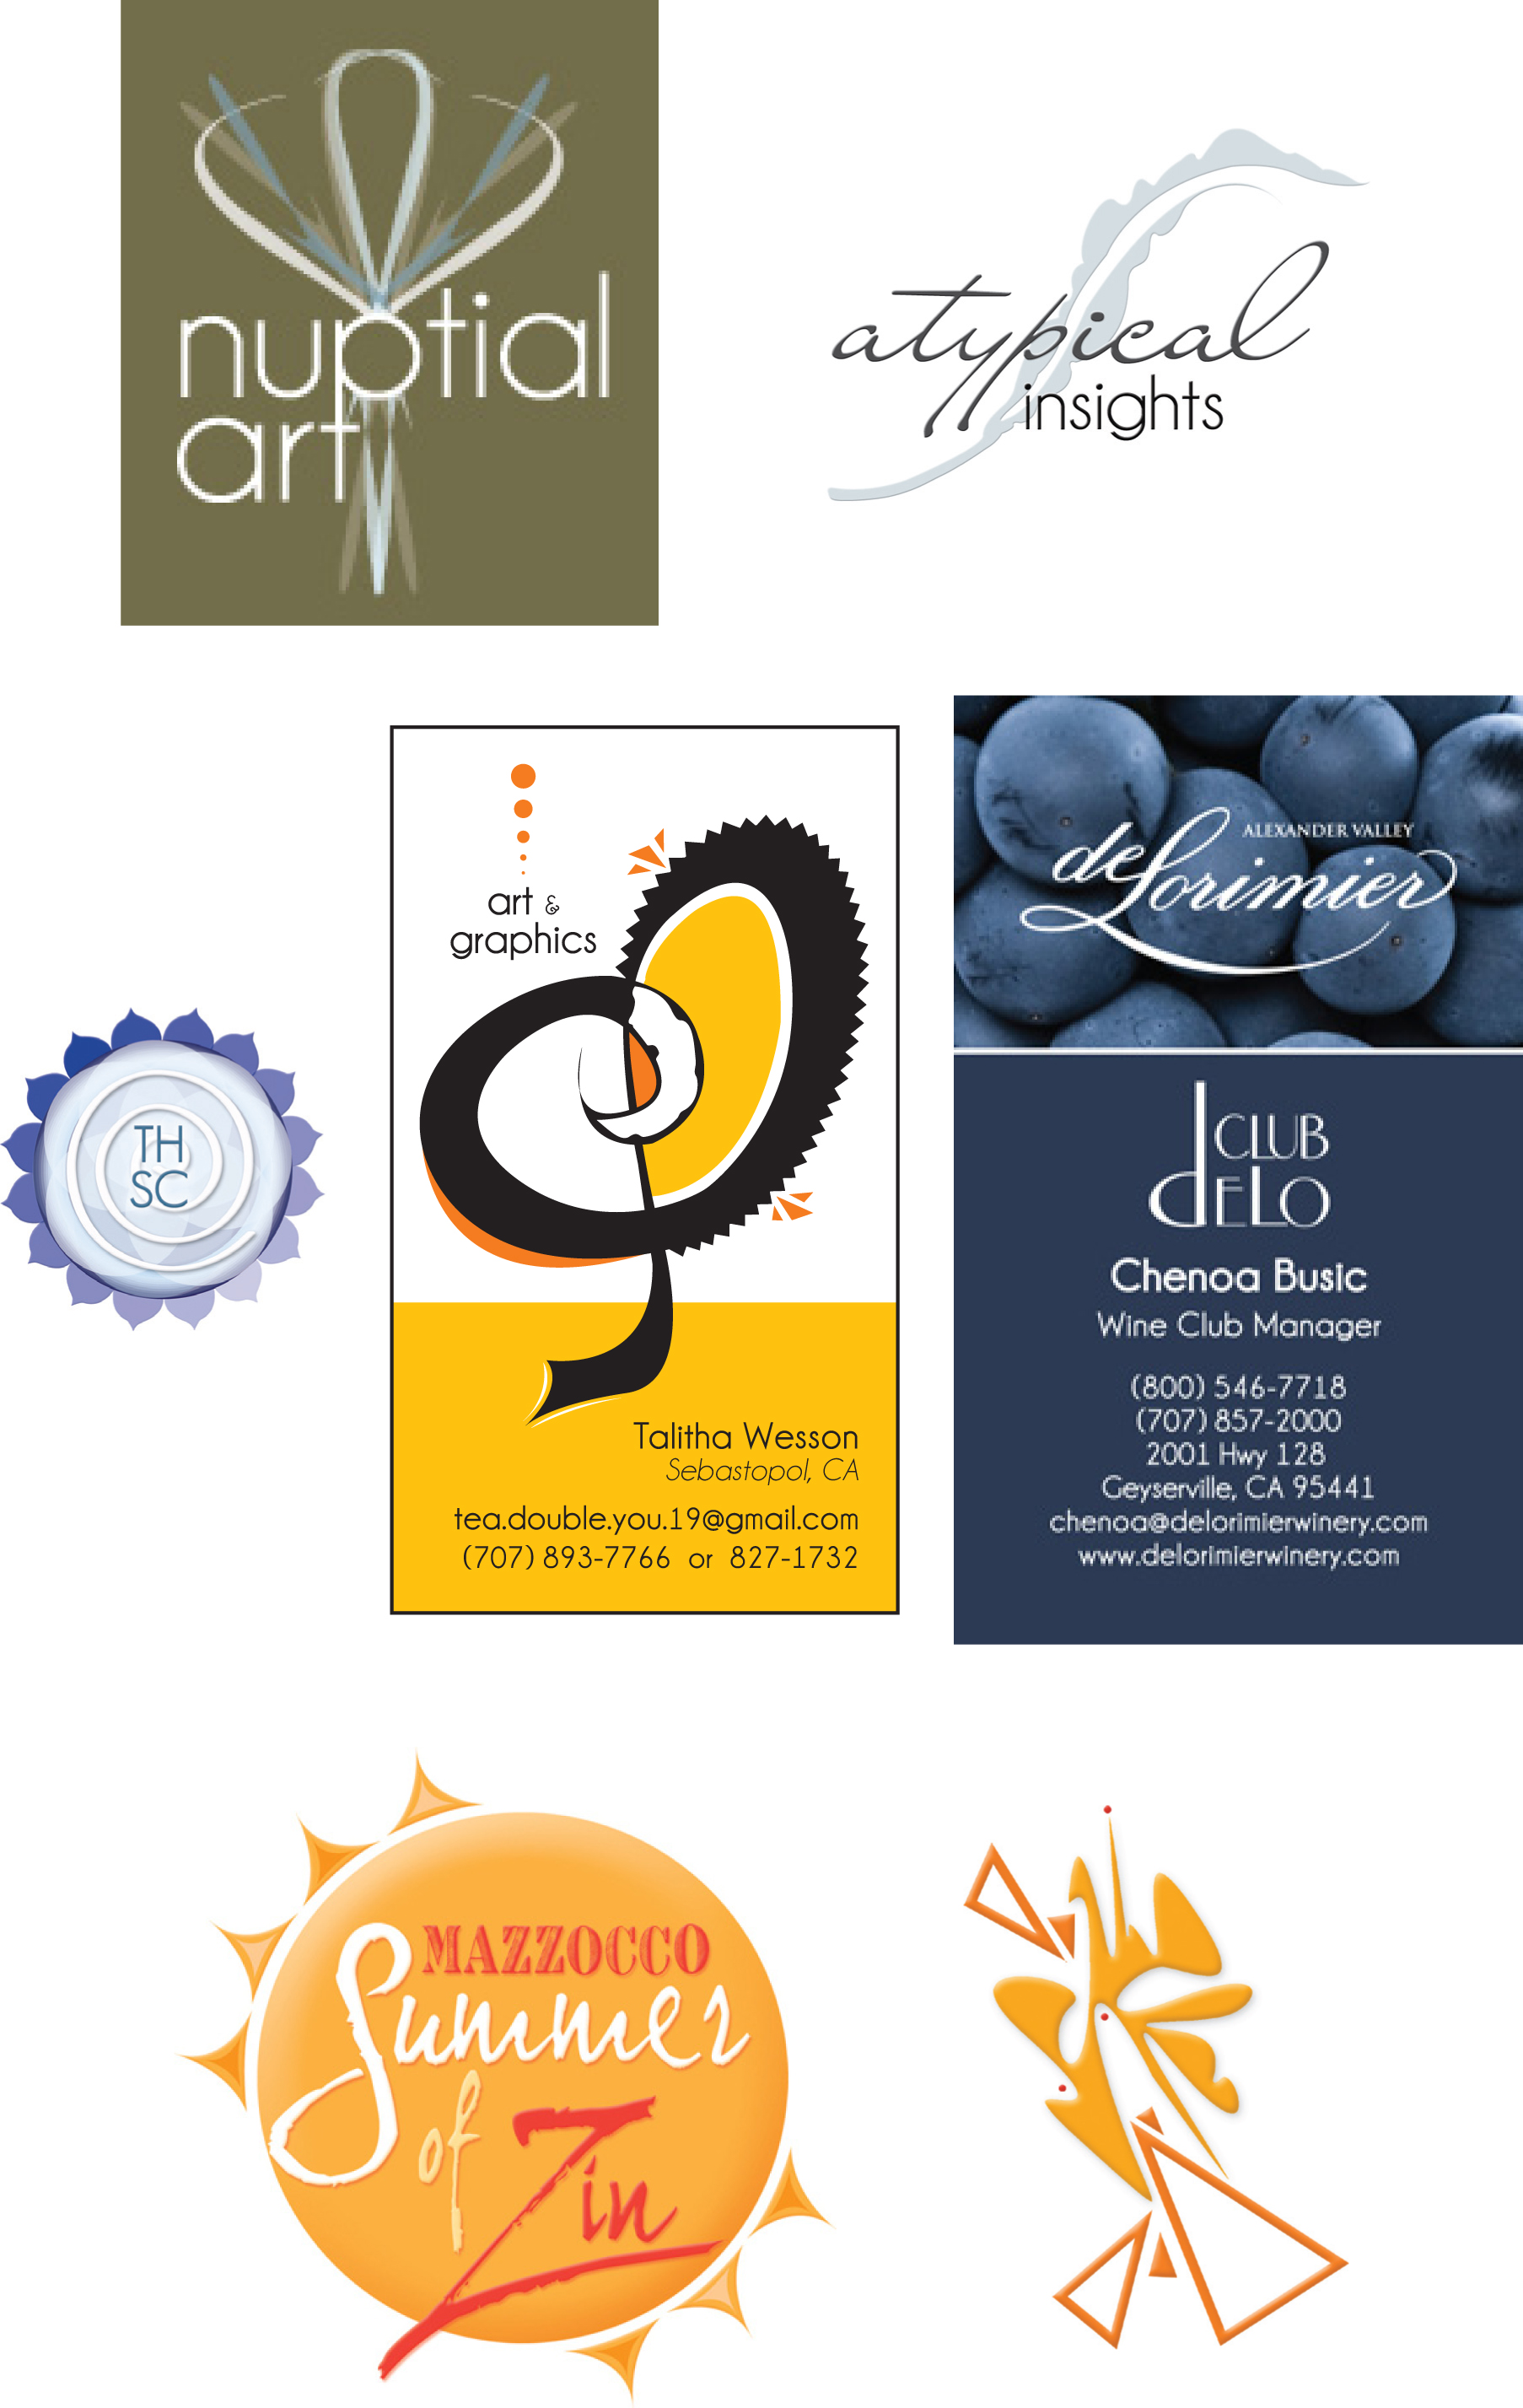 nuptial
art
atypical
insights
TH
SC
art &
graphics
Talitha Wesson
Sebastopol, CA
tea.double.you.19@gmail.com
(707) 893-7766 or 827-1732
ALEXANDER VALLEY
deLorimier
CLUB
dELO
Chenoa Busic
Wine Club Manager
(800) 546-7718
(707) 857-2000
2001 Hwy 128
Geyserville, CA 95441
chenoa@delorimierwinery.com
www.delorimierwinery.com
MAZZOCCO
Summer
of Zin